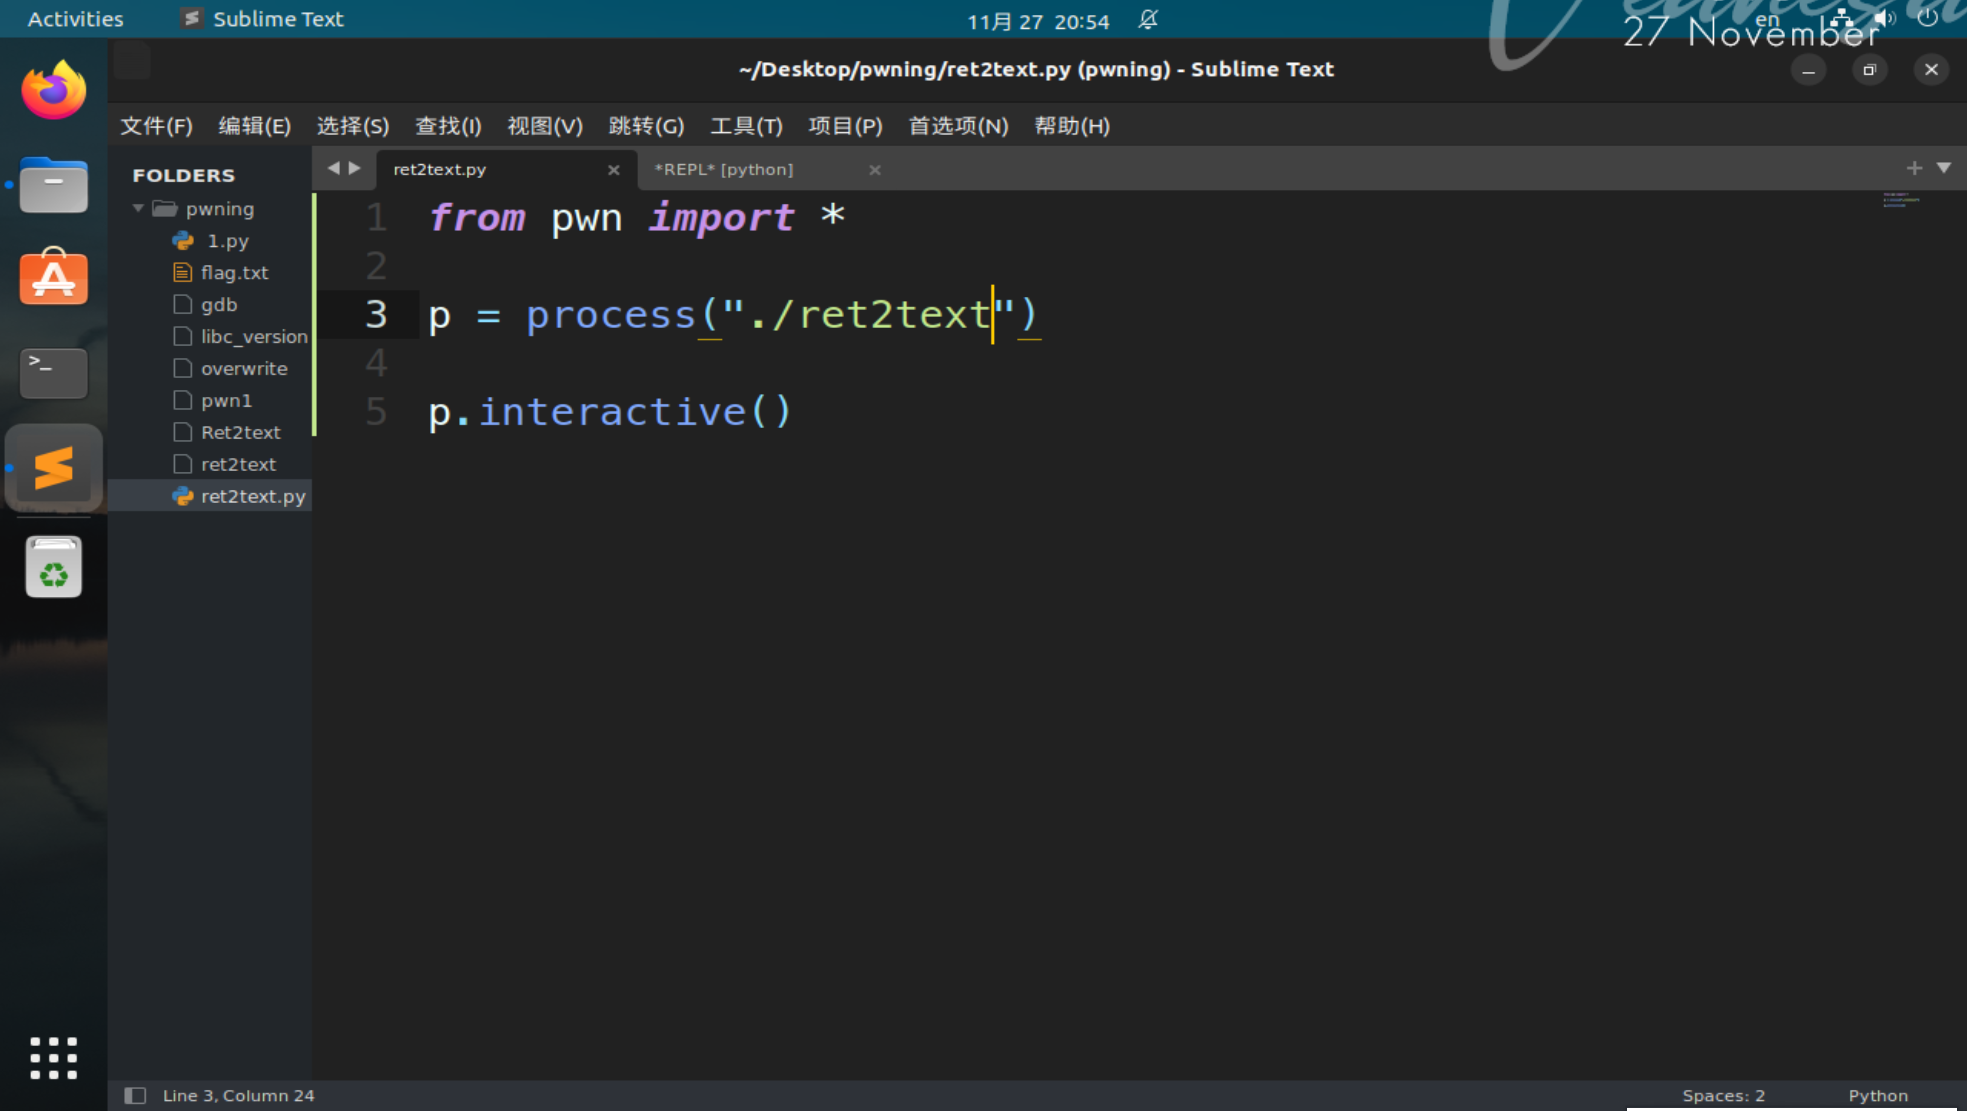 Activities Sublime Text 11月 27 20:54 en
27 November
~/Desktop/pwning/ret2text.py (pwning) - Sublime Text
文件(F) 编辑(E) 选择(S) 查找(I) 视图(V) 跳转(G) 工具(T) 项目(P) 首选项(N) 帮助(H)
FOLDERS
pwning
1.py
flag.txt
gdb
libc_version
overwrite
pwn1
Ret2text
ret2text
ret2text.py
ret2text.py *REPL* [python]
1 from pwn import *
2
3 p = process("./ret2text")
4
5 p.interactive()
Line 3, Column 24 Spaces: 2 Python